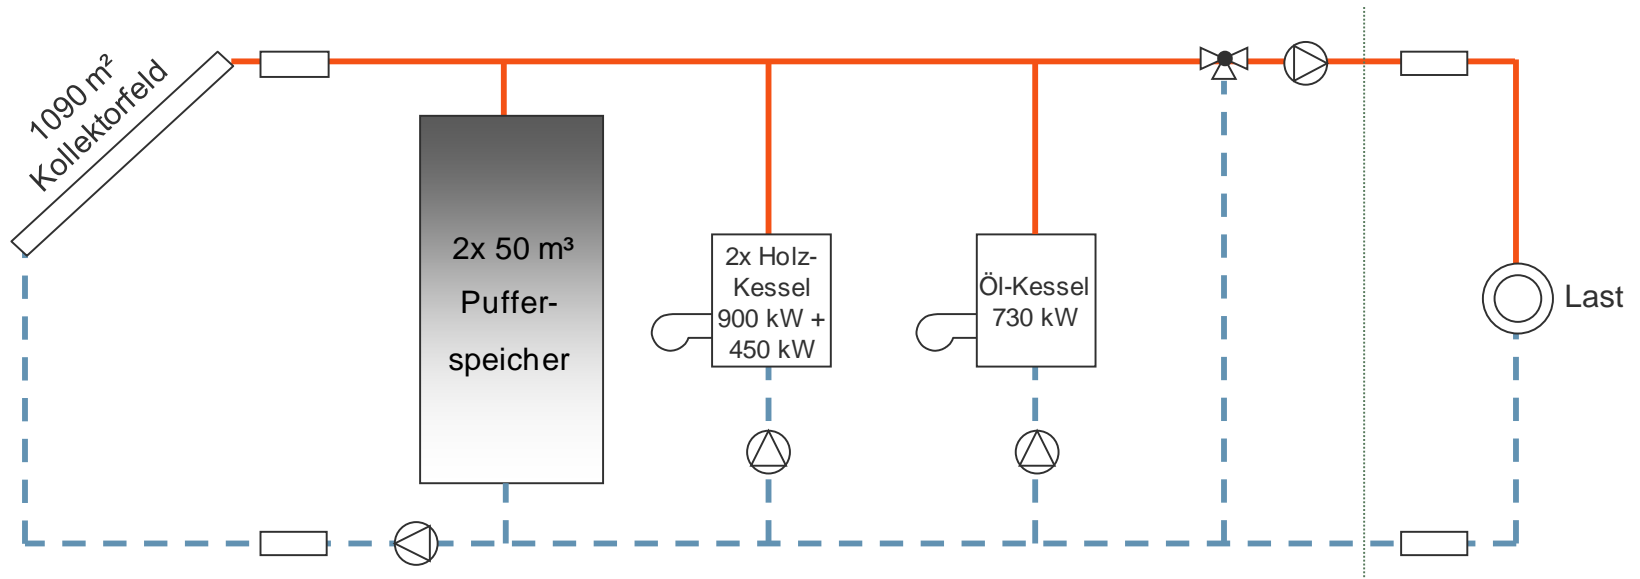 1090 m²
Kollektorfeld
2x 50 m³
Puffer-
speicher
2x Holz-
Kessel
900 kW +
450 kW
Öl-Kessel
730 kW
Last